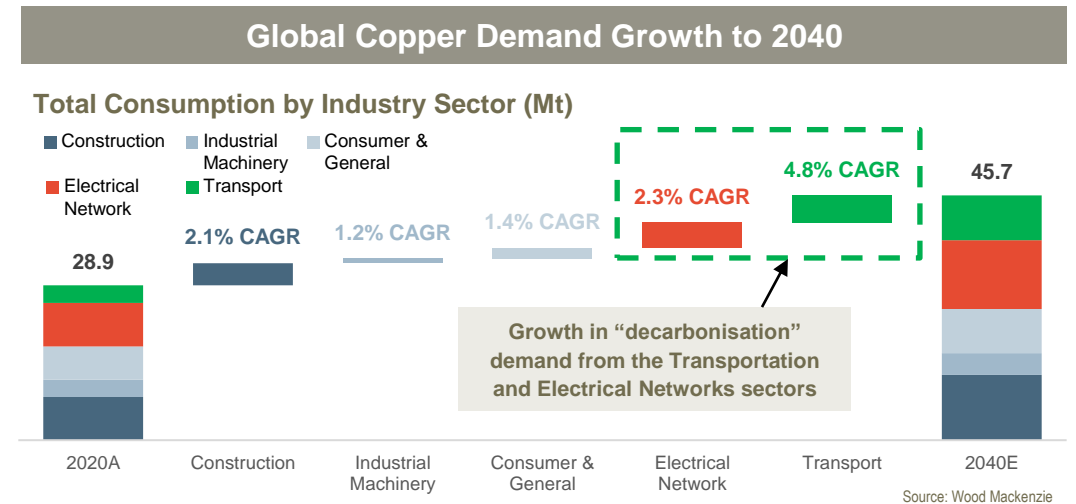 Global Copper Demand Growth to 2040
Total Consumption by Industry Sector (Mt)
Construction
Industrial
Machinery
Consumer &
General
Electrical
Network
Transport
28.9
2.1% CAGR
1.2% CAGR
1.4% CAGR
2.3% CAGR
4.8% CAGR
45.7
Growth in “decarbonisation”
demand from the Transportation
and Electrical Networks sectors
2020A
Construction
Industrial
Machinery
Consumer &
General
Electrical
Network
Transport
2040E
Source: Wood Mackenzie